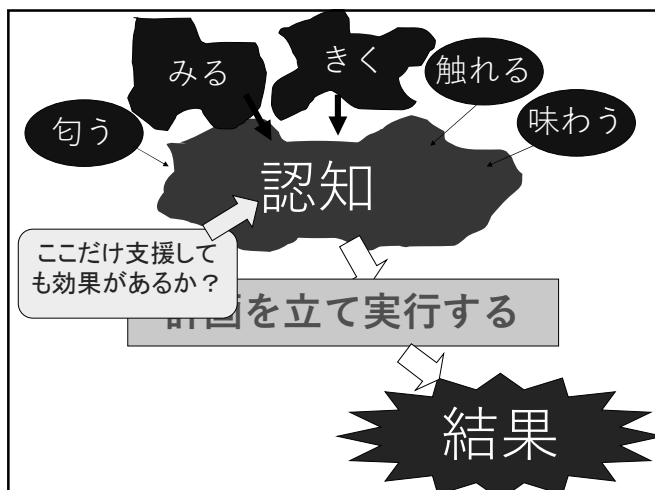 みる
きく
触れる
匂う
味わう
認知
ここだけ支援して
も効果があるか？
計画を立て実行する
結果